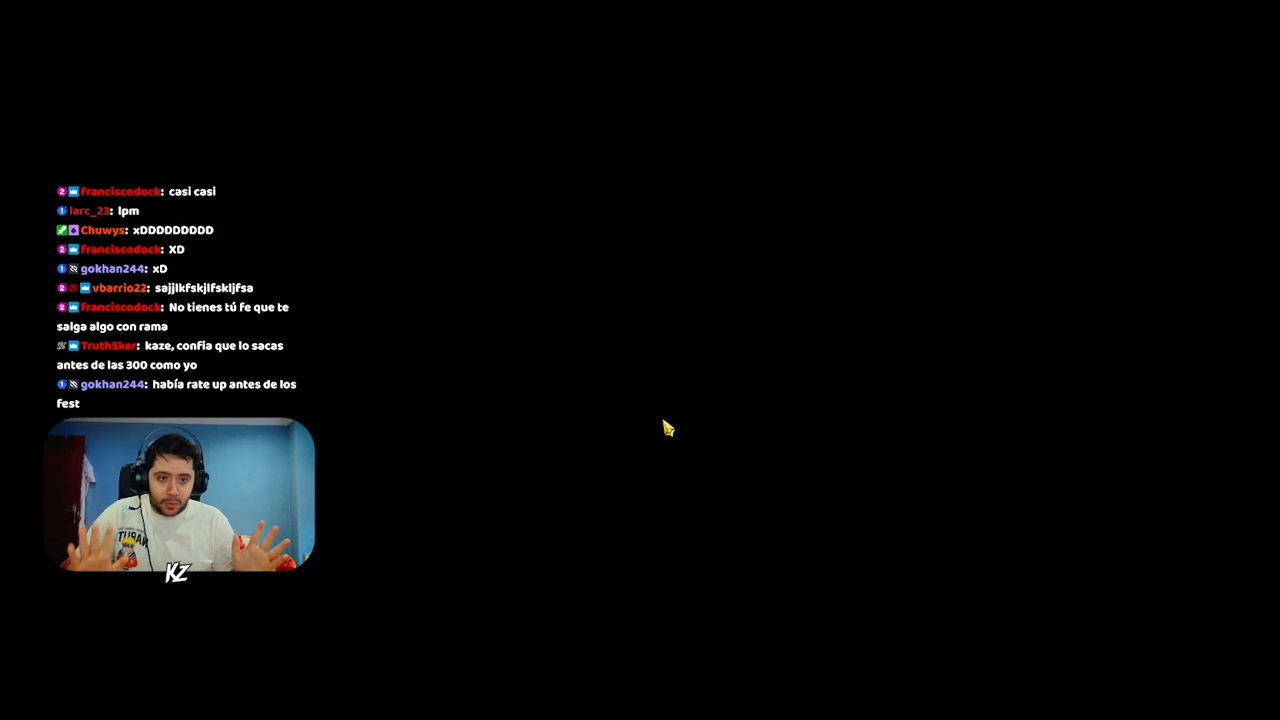 franciscodock: casi casi
larc_23: lpm
Chuwys: xDDDDDDDDD
franciscodock: XD
gokhan244: xD
vbarrio22: sajjlkfskjlfskljfsa
franciscodock: No tienes tú fe que te
salga algo con rama
TruthSker: kaze, confia que lo sacas
antes de las 300 como yo
gokhan244: había rate up antes de los
fest
KZ